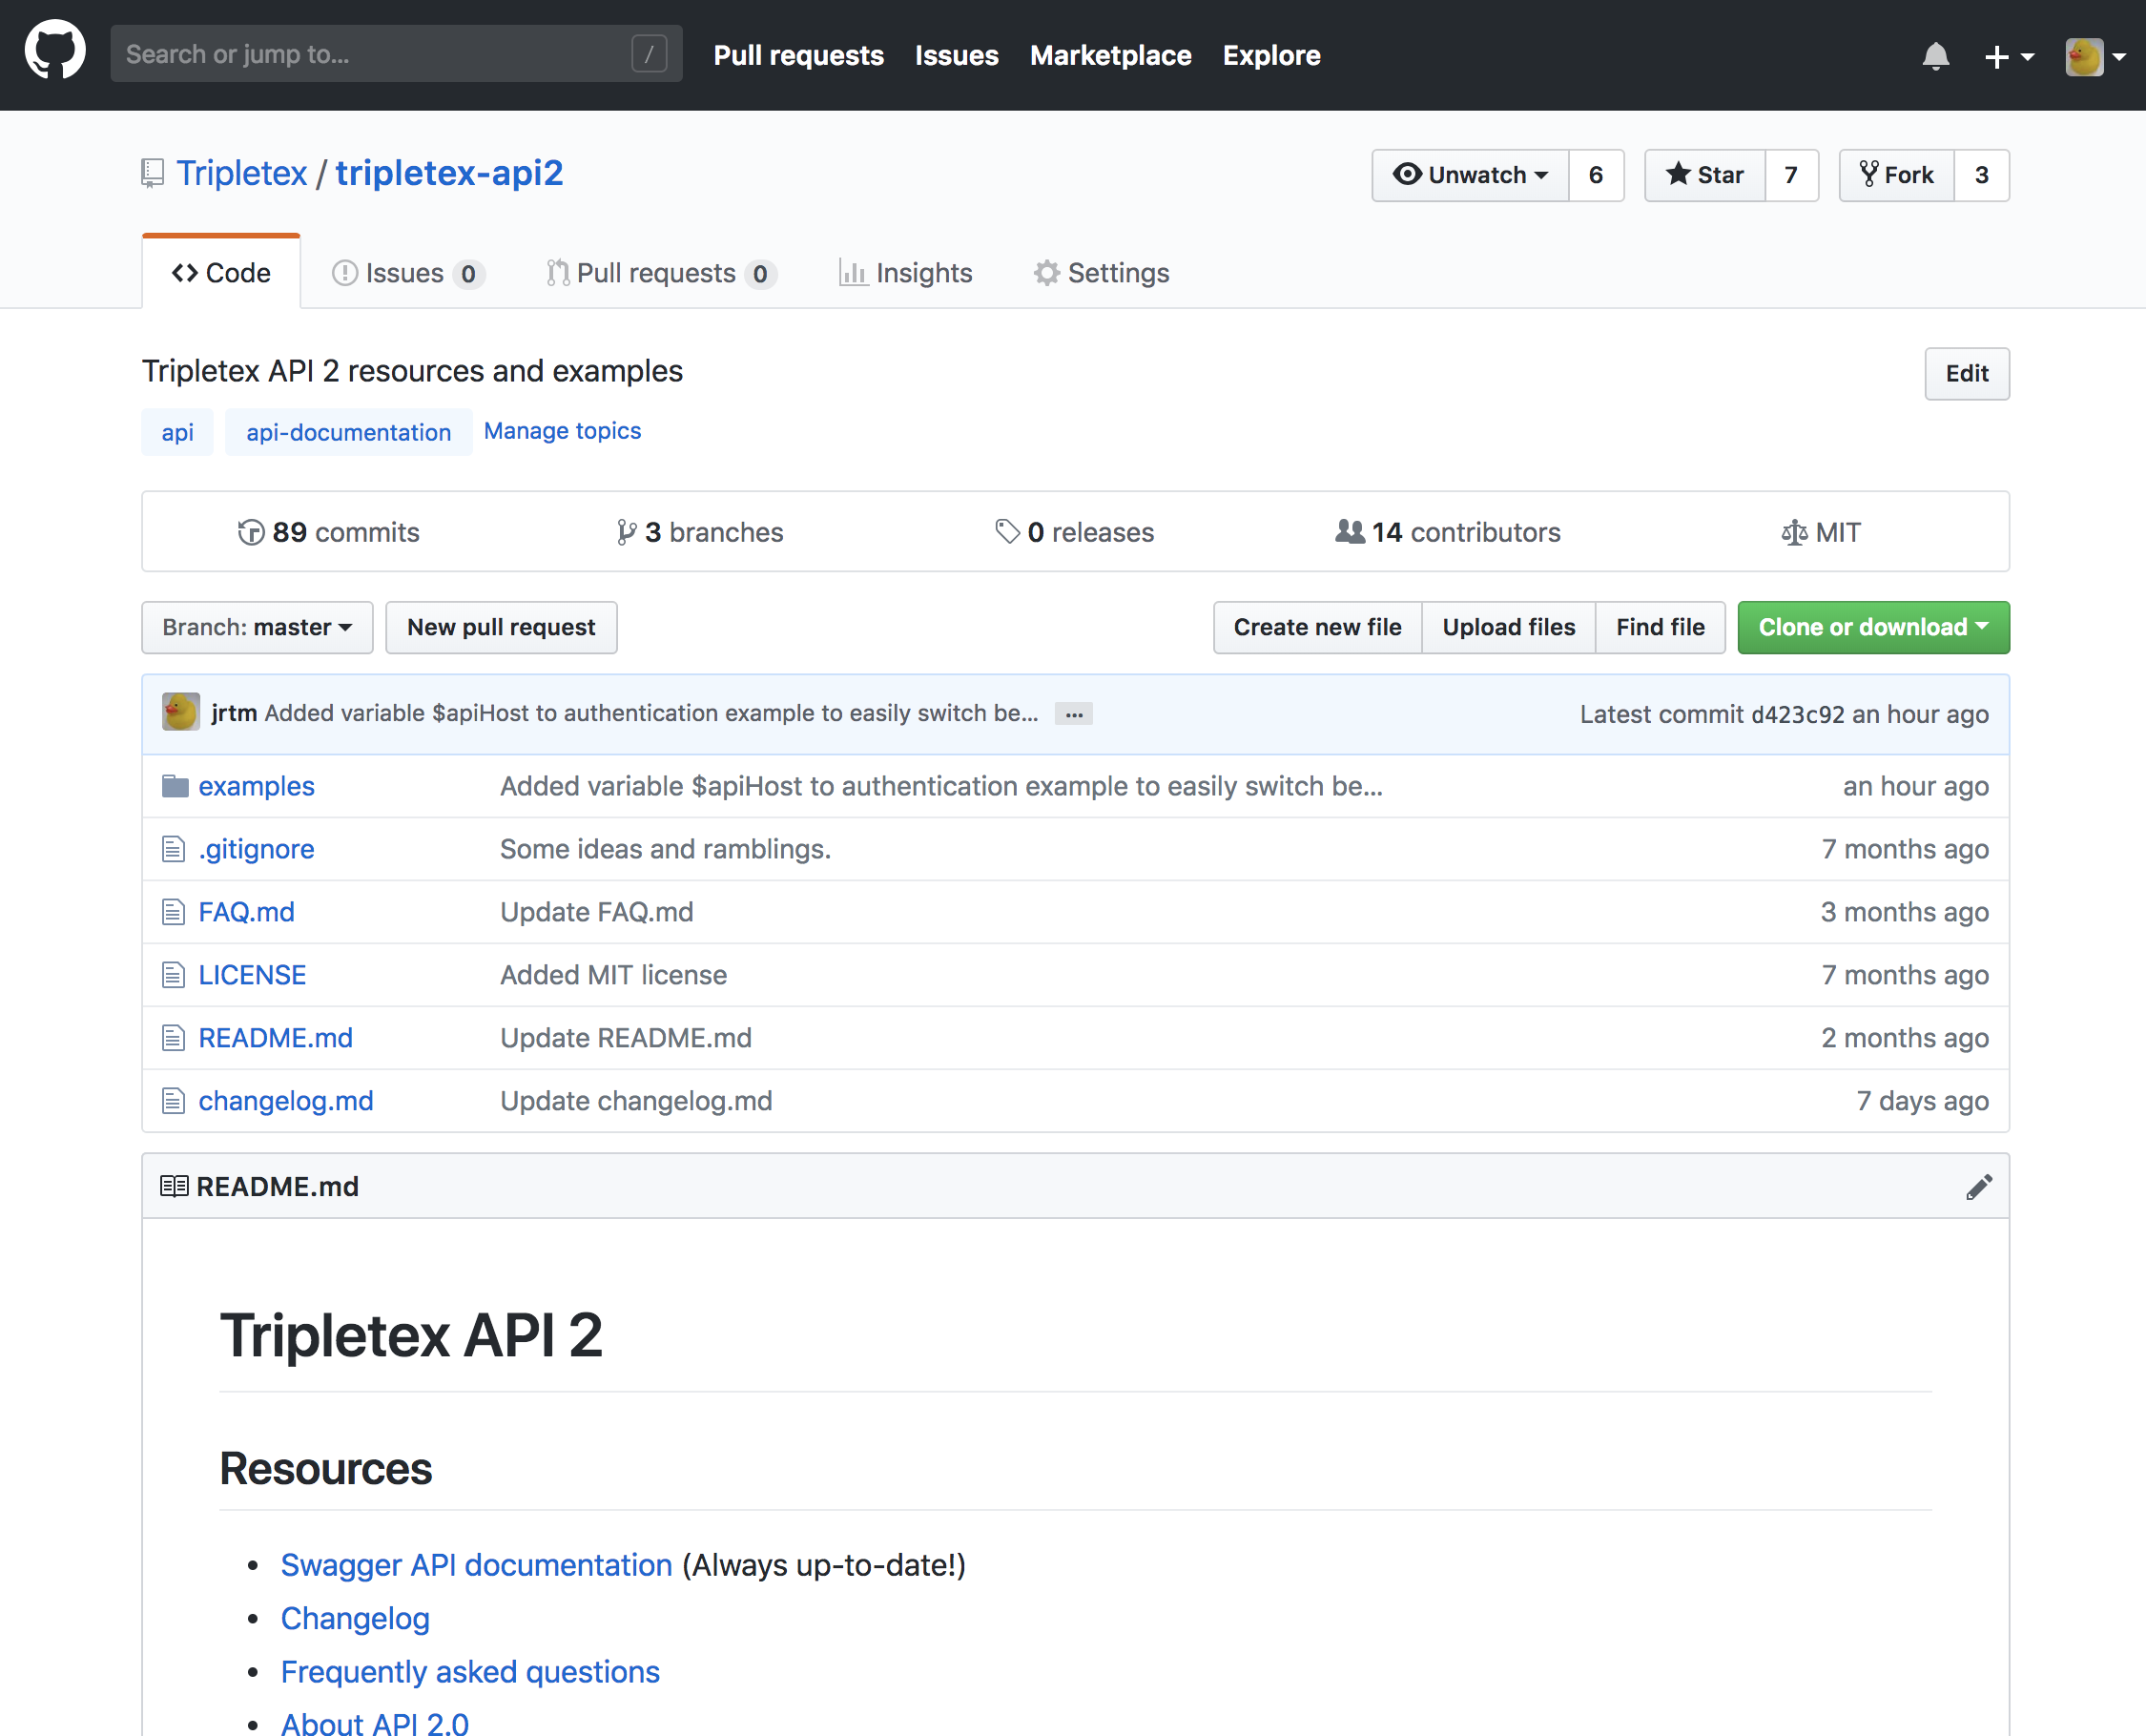 Search or jump to... / Pull requests Issues Marketplace Explore
Tripletex / tripletex-api2 Unwatch 6 Star 7 Fork 3
Code Issues 0 Pull requests 0 Insights Settings
Tripletex API 2 resources and examples Edit
api api-documentation Manage topics
89 commits 3 branches 0 releases 14 contributors MIT
Branch: master New pull request Create new file Upload files Find file Clone or download
jrtm Added variable $apiHost to authentication example to easily switch be... ... Latest commit d423c92 an hour ago
examples Added variable $apiHost to authentication example to easily switch be... an hour ago
.gitignore Some ideas and ramblings. 7 months ago
FAQ.md Update FAQ.md 3 months ago
LICENSE Added MIT license 7 months ago
README.md Update README.md 2 months ago
changelog.md Update changelog.md 7 days ago
README.md
Tripletex API 2
Resources
• Swagger API documentation (Always up-to-date!)
• Changelog
• Frequently asked questions
• About API 2.0